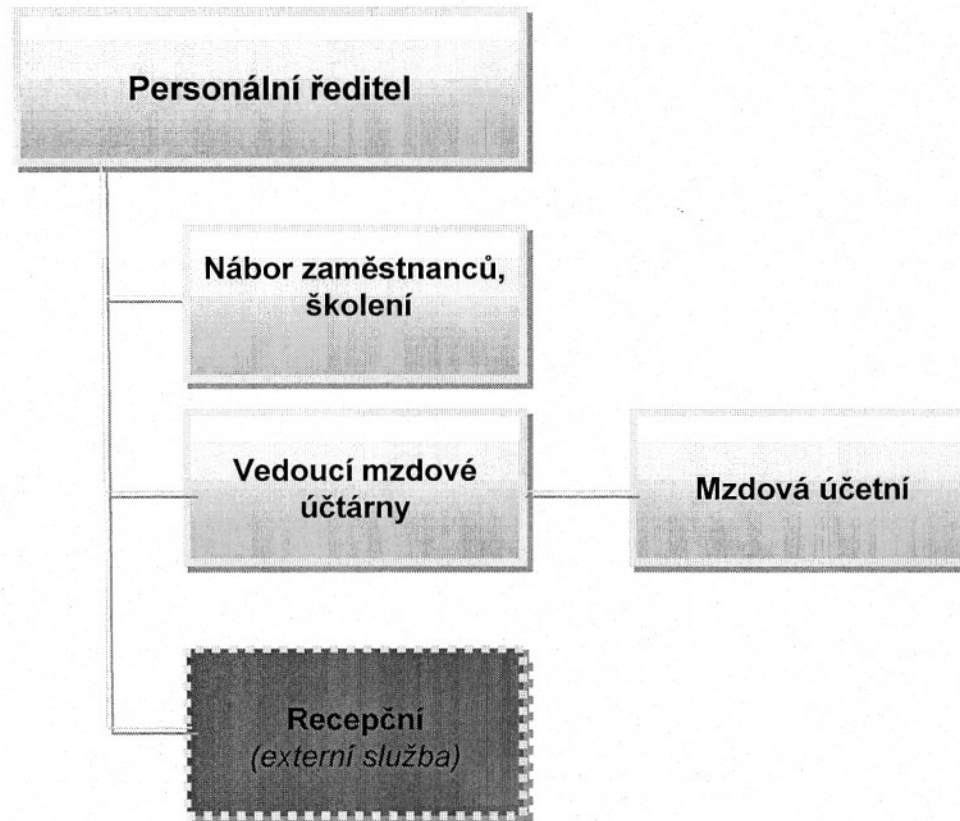 Personální ředitel
Nábor zaměstnanců,
školení
Vedoucí mzdové
účtárny
Mzdová účetní
Recepční
(externí služba)